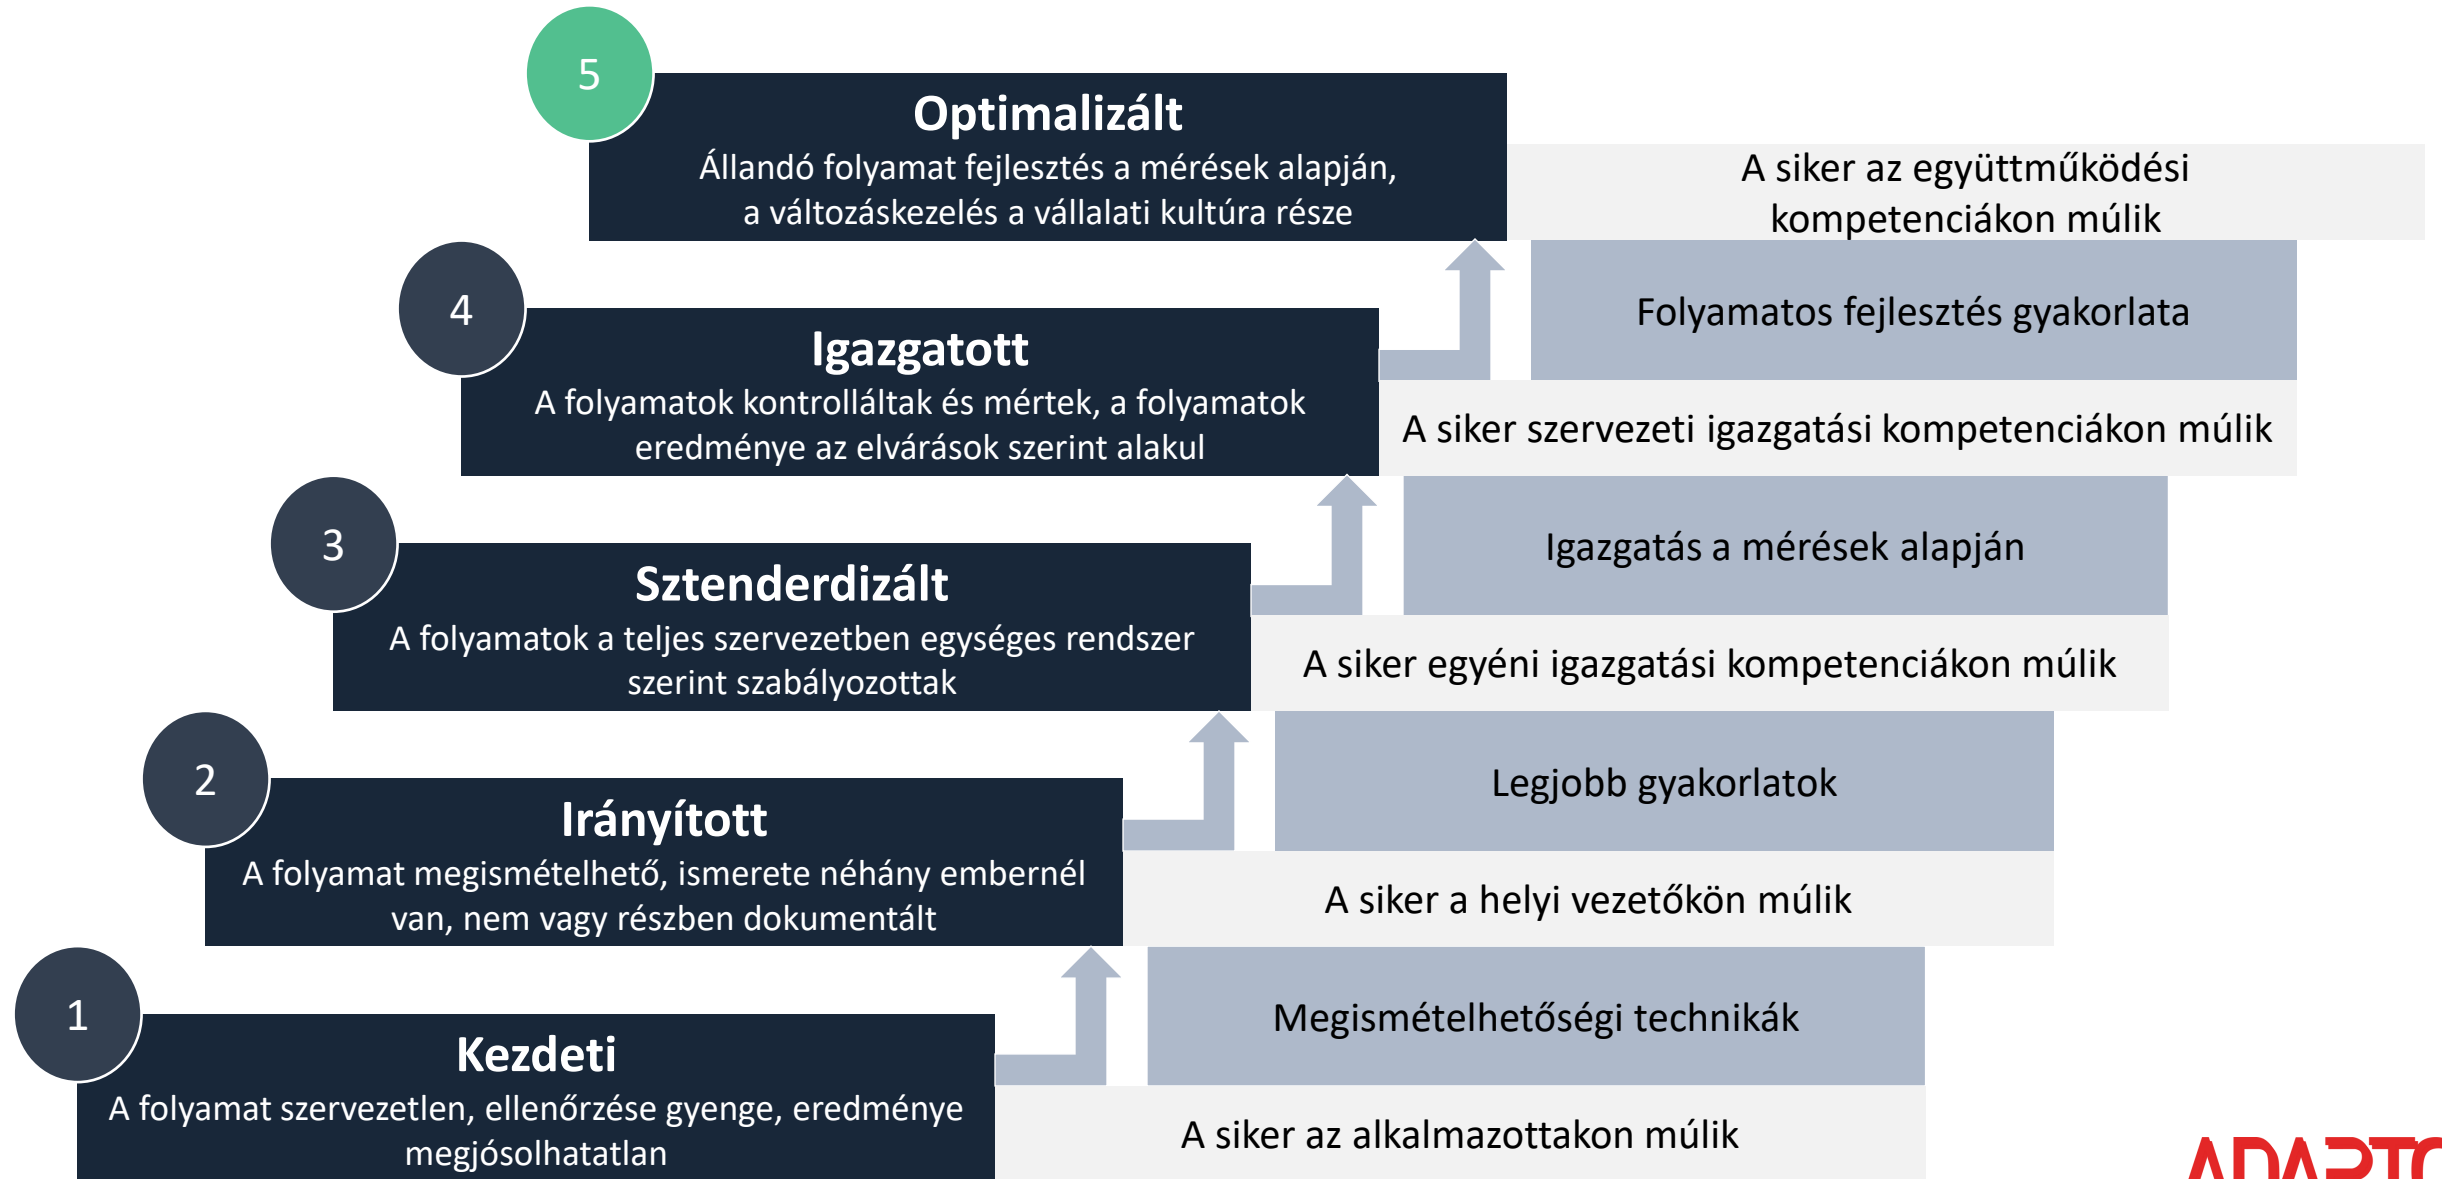 5
Optimalizált
Állandó folyamat fejlesztés a mérések alapján,
a változáskezelés a vállalati kultúra része
A siker az együttműködési
kompetenciákon múlik
Folyamatos fejlesztés gyakorlata
4
Igazgatott
A folyamatok kontrolláltak és mértek, a folyamatok
eredménye az elvárások szerint alakul
A siker szervezeti igazgatási kompetenciákon múlik
Igazgatás a mérések alapján
3
Sztenderdizált
A folyamatok a teljes szervezetben egységes rendszer
szerint szabályozottak
A siker egyéni igazgatási kompetenciákon múlik
Legjobb gyakorlatok
2
Irányított
A folyamat megismételhető, ismerete néhány embernél
van, nem vagy részben dokumentált
A siker a helyi vezetőkön múlik
Megismételhetőségi technikák
1
Kezdeti
A folyamat szervezetlen, ellenőrzése gyenge, eredménye
megjósolhatatlan
A siker az alkalmazottakon múlik